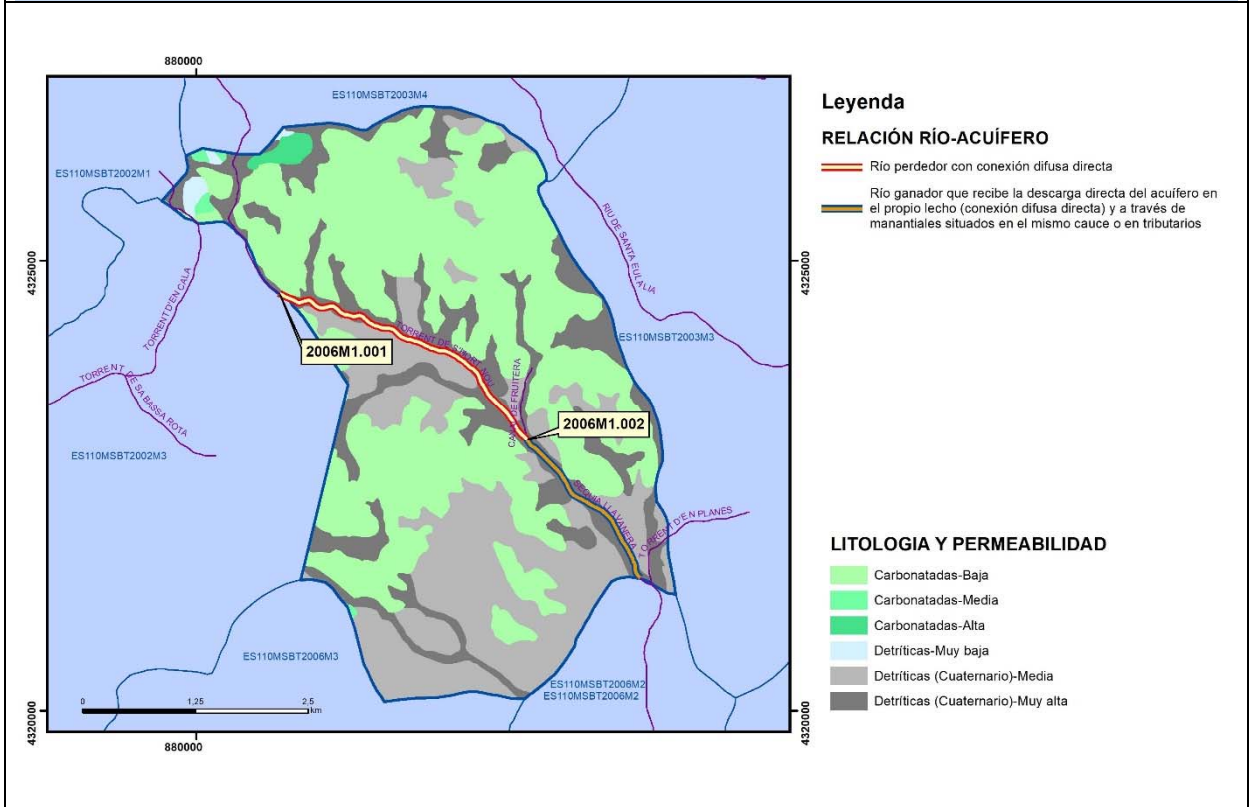 880000
ES110MSBT2003M4
ES110MSBT2002M1
RIU DE SANTA EULALIA
4325000
4325000
TORRENT D'EN CALA
2006M1.001
ES110MSBT2003M3
TORRENT DE SA BASSA ROTA
CANAL DE FRUITERA
2006M1.002
ES110MSBT2002M3
SEQUIA LLAVANERA
TORRENT D'EN PLANES
ES110MSBT2006M3
ES110MSBT2006M2
ES110MSBT2006M2
0 1,25 2,5
km
4320000
4320000
880000
Leyenda
RELACIÓN RÍO-ACUÍFERO
Río perdedor con conexión difusa directa
Río ganador que recibe la descarga directa del acuífero en
el propio lecho (conexión difusa directa) y a través de
manantiales situados en el mismo cauce o en tributarios
LITOLOGIA Y PERMEABILIDAD
Carbonatadas-Baja
Carbonatadas-Media
Carbonatadas-Alta
Detríticas-Muy baja
Detríticas (Cuaternario)-Media
Detríticas (Cuaternario)-Muy alta